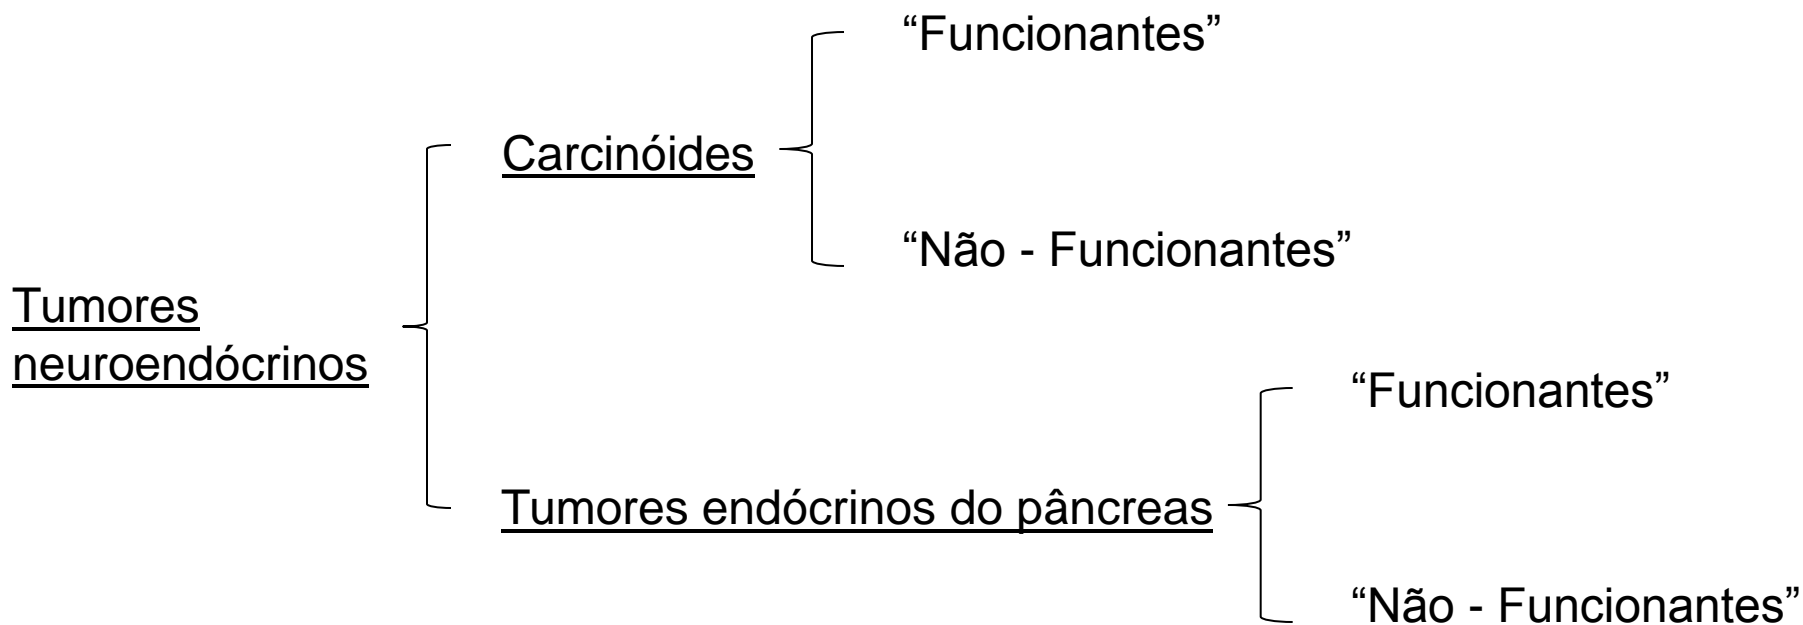 “Funcionantes”
Carcinóides
“Não - Funcionantes”
Tumores
neuroendócrinos
“Funcionantes”
Tumores endócrinos do pâncreas
“Não - Funcionantes”